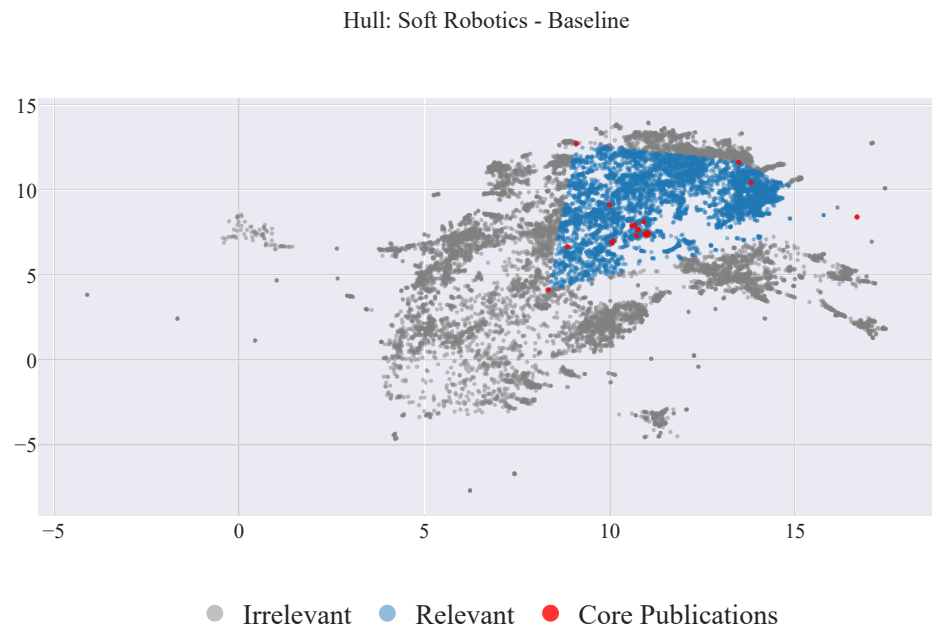 Hull: Soft Robotics - Baseline
15
10
5
0
−5
−5 0 5 10 15
Irrelevant Relevant Core Publications